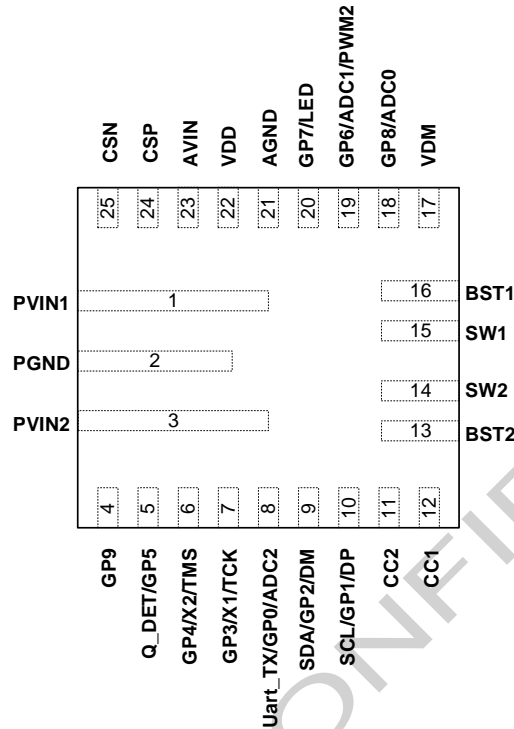 CSN
CSP
AVIN
VDD
AGND
GP7/LED
GP6/ADC1/PWM2
GP8/ADC0
VDM
25
24
23
22
21
20
19
18
17
PVIN1
1
16
BST1
15
SW1
PGND
2
14
SW2
PVIN2
3
13
BST2
4
5
6
7
8
9
10
11
12
GP9
Q_DET/GP5
GP4/X2/TMS
GP3/X1/TCK
Uart_TX/GP0/ADC2
SDA/GP2/DM
SCL/GP1/DP
CC2
CC1
ONFI